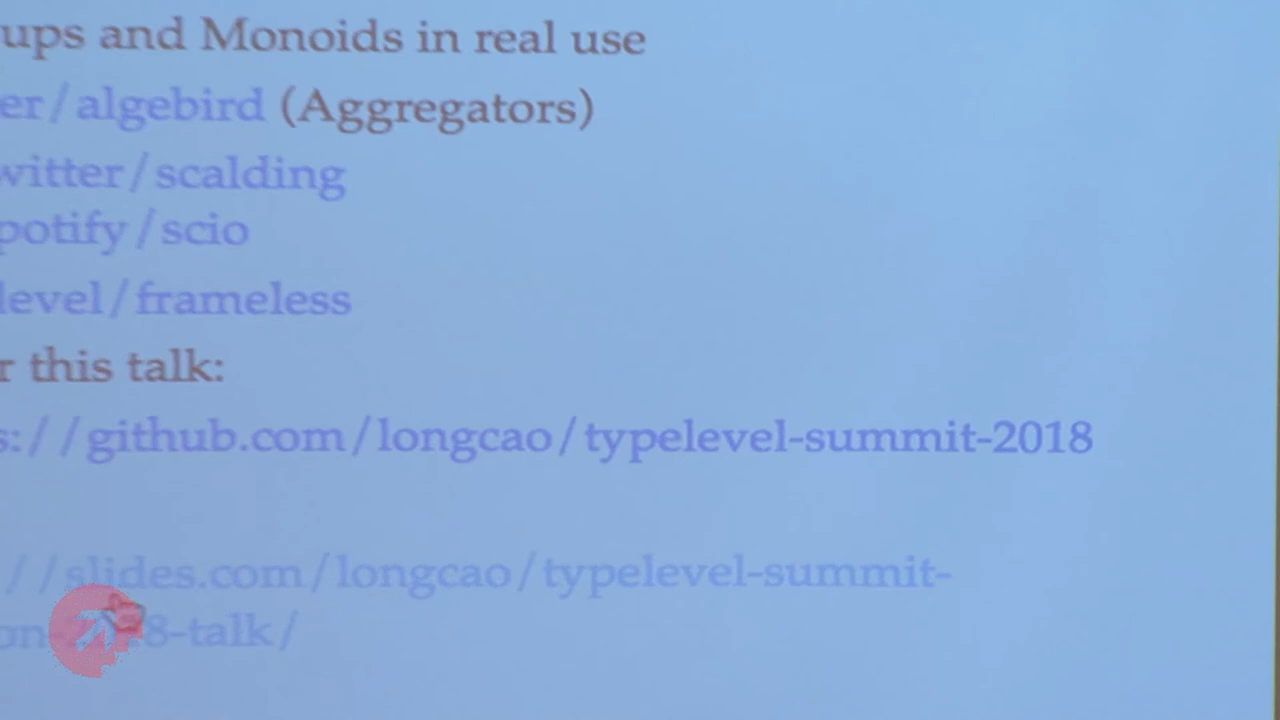 ups and Monoids in real use
er/algebird (Aggregators)
witter/scalding
potify/scio
level/frameless
r this talk:
s://github.com/longcao/typelevel-summit-2018
//slides.com/longcao/typelevel-summit-
on 8-talk/